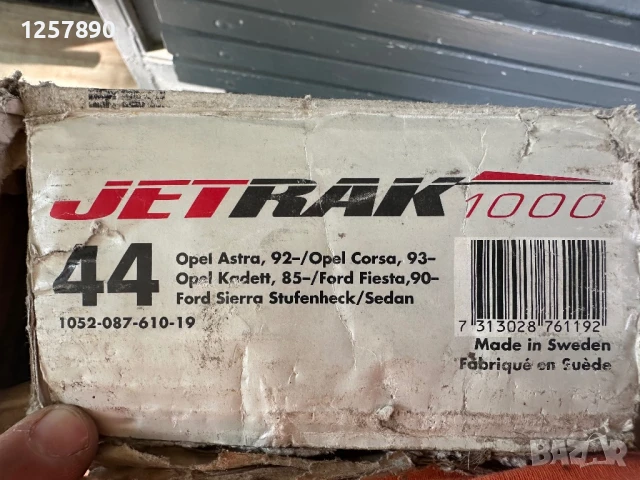 1257890
JETRAK 1000
44
Opel Astra, 92–/Opel Corsa, 93–
Opel Kadett, 85–/Ford Fiesta,90–
Ford Sierra Stufenheck/Sedan
1052-087-610-19
7 313028 761192
Made in Sweden
Fabriqué en Suède
BAZAR